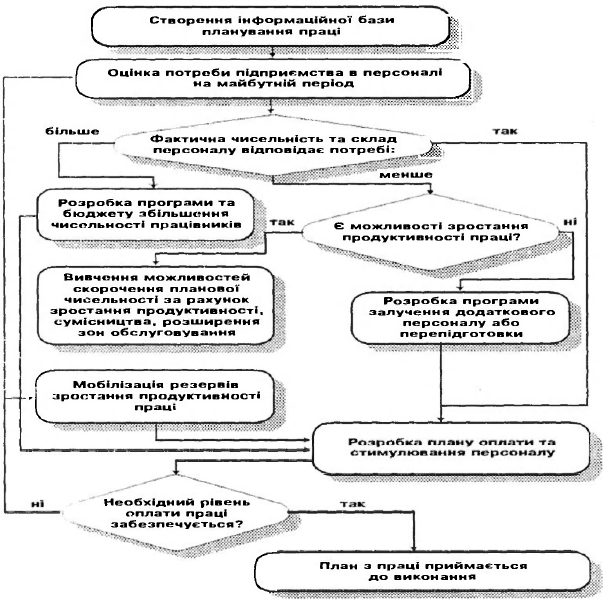 Створення інформаційної бази
планування праці
Оцінка потреби підприємства в персоналі
на майбутній період
більше
Фактична чисельність та склад
персоналу відповідає потребі:
так
менше
Розробка програми та
бюджету збільшення
чисельності працівників
так
Є можливості зростання
продуктивності праці?
ні
Вивчення можливостей
скорочення планової
чисельності за рахунок
зростання продуктивності,
сумісництва, розширення
зон обслуговування
Розробка програми
залучення додаткового
персоналу або
перепідготовки
Мобілізація резервів
зростання продуктивності
праці
Розробка плану оплати та
стимулювання персоналу
ні
Необхідний рівень
оплати праці
забезпечується?
так
План з праці приймається
до виконання